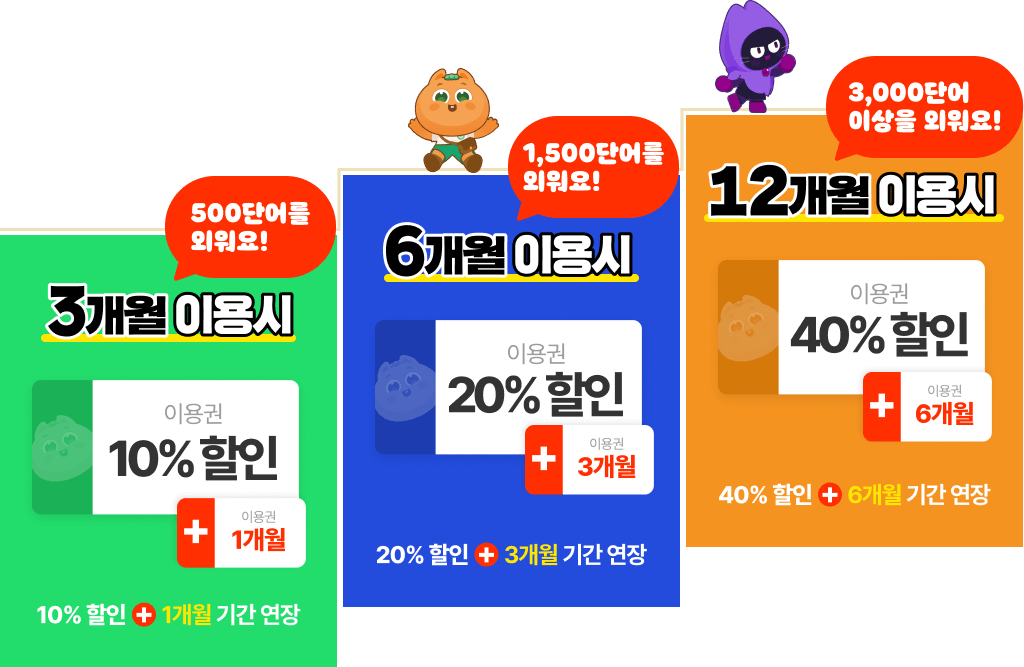 500단어를
외워요!
3개월 이용시
이용권
10% 할인
+
이용권
1개월
10% 할인 + 1개월 기간 연장
1,500단어를
외워요!
6개월 이용시
이용권
20% 할인
+
이용권
3개월
20% 할인 + 3개월 기간 연장
3,000단어
이상을 외워요!
12개월 이용시
이용권
40% 할인
+
이용권
6개월
40% 할인 + 6개월 기간 연장